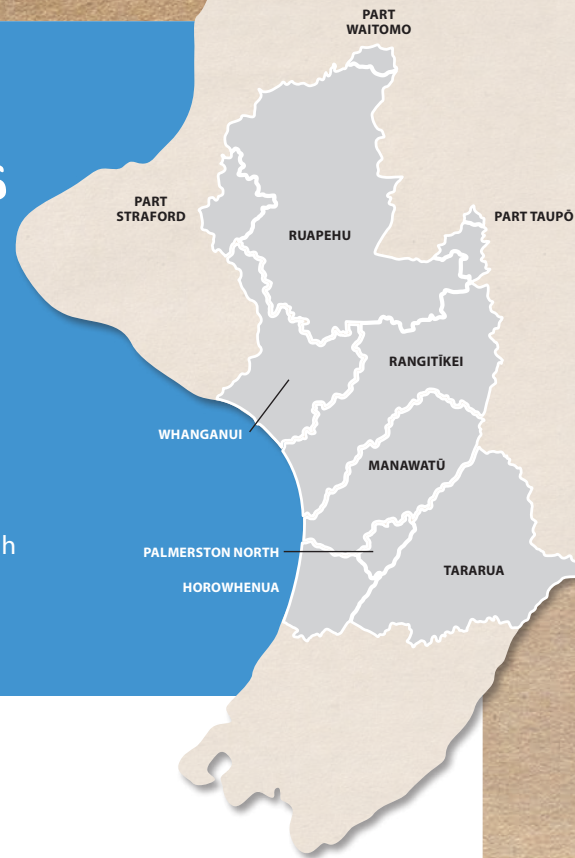 PART
WAITOMO
s
PART
STRAFORD
PART TAUPŌ
RUAPEHU
RANGITĪKEI
WHANGANUI
MANAWATŪ
h
PALMERSTON NORTH
TARARUA
HOROWHENUA